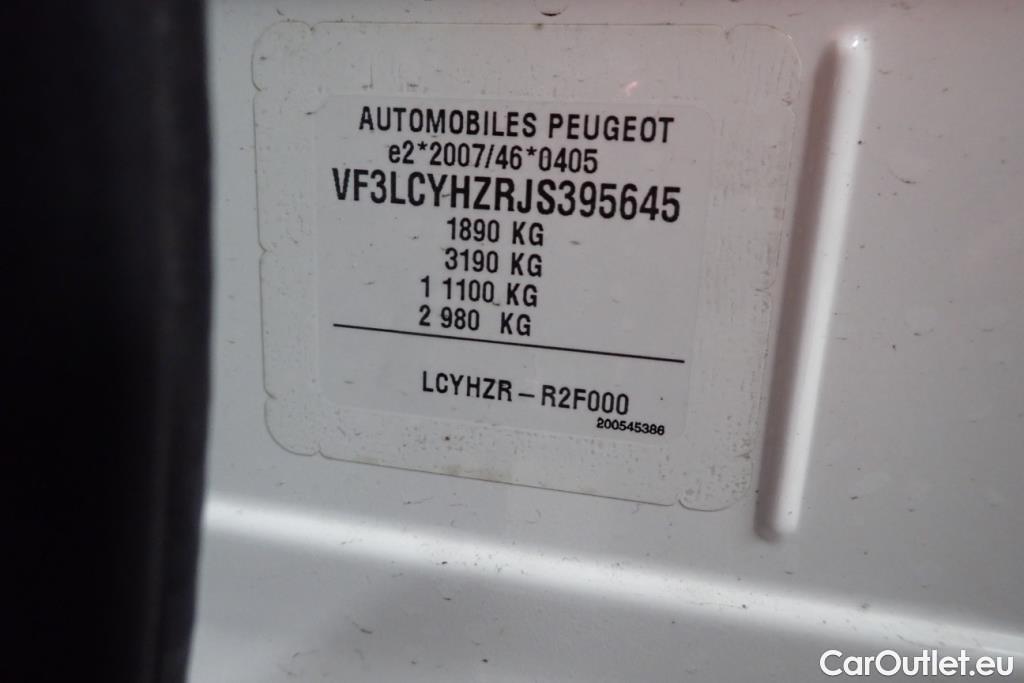 AUTOMOBILES PEUGEOT
e2*2007/46*0405
VF3LCYHZRJS395645
1890 KG
3190 KG
1 1100 KG
2 980 KG
LCYHZR – R2F000
200545386
CarOutlet.eu